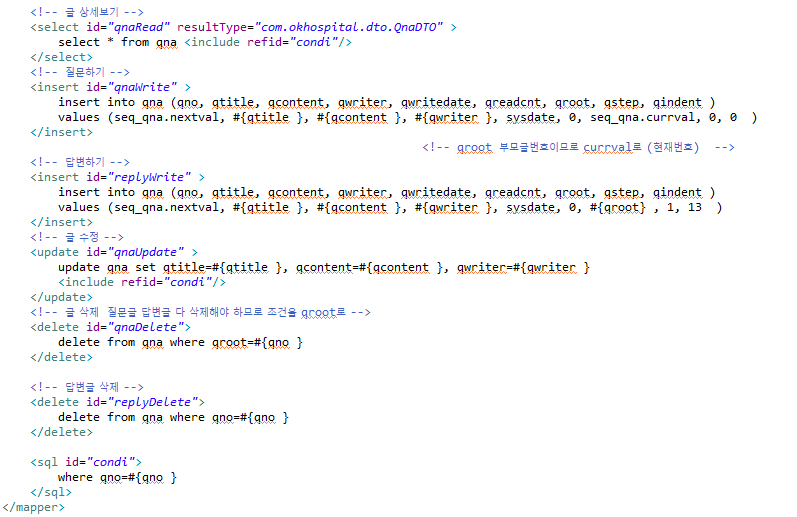 <!-- 글 상세보기 -->
<select id="qnaRead" resultType="com.okhospital.dto.QnaDTO" >
select * from qna <include refid="condi"/>
</select>
<!-- 질문하기 -->
<insert id="qnaWrite" >
insert into qna (qno, qtitle, qcontent, qwriter, qwritedate, qreadcnt, qroot, qstep, qindent )
values (seq_qna.nextval, #{qtitle }, #{qcontent }, #{qwriter }, sysdate, 0, seq_qna.currval, 0, 0  )
</insert>
<!-- qroot 부모글번호이므로 currval로 (현재번호)  -->
<!-- 답변하기 -->
<insert id="replyWrite" >
insert into qna (qno, qtitle, qcontent, qwriter, qwritedate, qreadcnt, qroot, qstep, qindent )
values (seq_qna.nextval, #{qtitle }, #{qcontent }, #{qwriter }, sysdate, 0, #{qroot} , 1, 13  )
</insert>
<!-- 글 수정 -->
<update id="qnaUpdate" >
update qna set qtitle=#{qtitle }, qcontent=#{qcontent }, qwriter=#{qwriter }
<include refid="condi"/>
</update>
<!-- 글 삭제  질문글 답변글 다 삭제해야 하므로 조건을 qroot로 -->
<delete id="qnaDelete">
delete from qna where qroot=#{qno }
</delete>
<!-- 답변글 삭제 -->
<delete id="replyDelete">
delete from qna where qno=#{qno }
</delete>
<sql id="condi">
where qno=#{qno }
</sql>
</mapper>